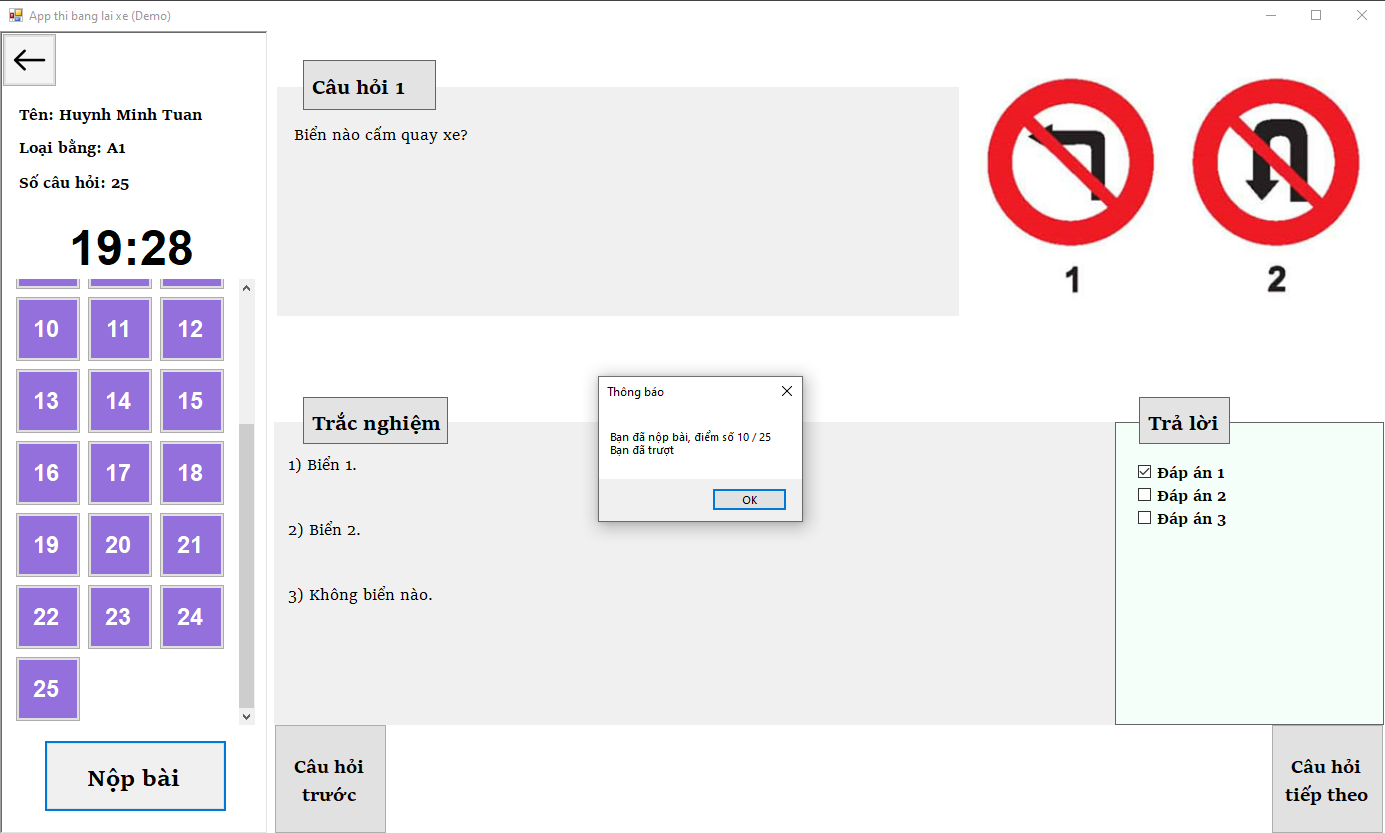 App thi bang lai xe (Demo)
Tên: Huynh Minh Tuan
Loại bằng: A1
Số câu hỏi: 25
19:28
10 11 12
13 14 15
16 17 18
19 20 21
22 23 24
25
Nộp bài
Câu hỏi 1
Biển nào cấm quay xe?
1 2
Trắc nghiệm
1) Biển 1.
2) Biển 2.
3) Không biển nào.
Thông báo
Bạn đã nộp bài, điểm số 10 / 25
Bạn đã trượt
OK
Trả lời
Đáp án 1
Đáp án 2
Đáp án 3
Câu hỏi
trước
Câu hỏi
tiếp theo